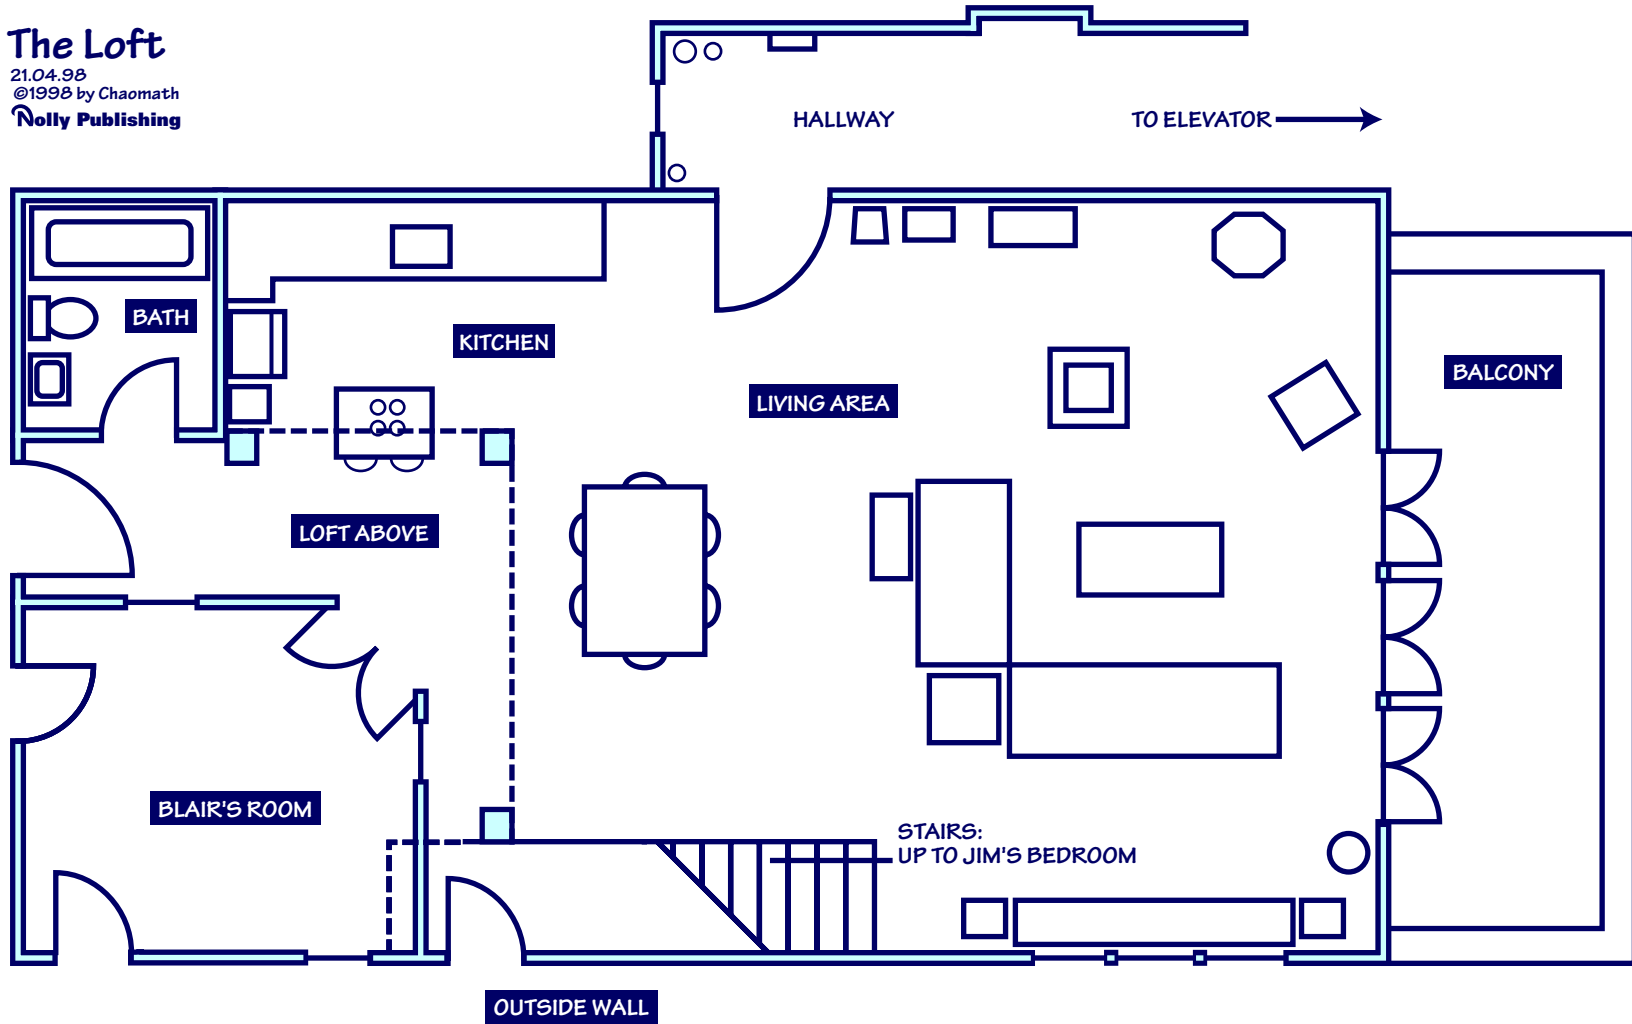 The Loft
21.04.98
©1998 by Chaomath
Nolly Publishing
HALLWAY
TO ELEVATOR
BATH
KITCHEN
BALCONY
LIVING AREA
LOFT ABOVE
BLAIR'S ROOM
STAIRS:
UP TO JIM'S BEDROOM
OUTSIDE WALL